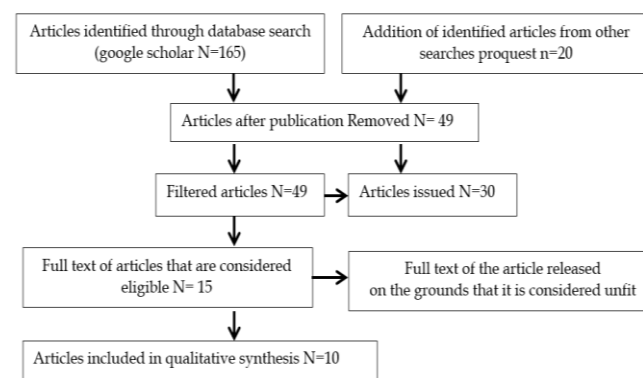 Articles identified through database search
(google scholar N=165)
Addition of identified articles from other
searches proquest n=20
Articles after publication Removed N= 49
Filtered articles N=49
Articles issued N=30
Full text of articles that are considered
eligible N= 15
Full text of the article released
on the grounds that it is considered unfit
Articles included in qualitative synthesis N=10